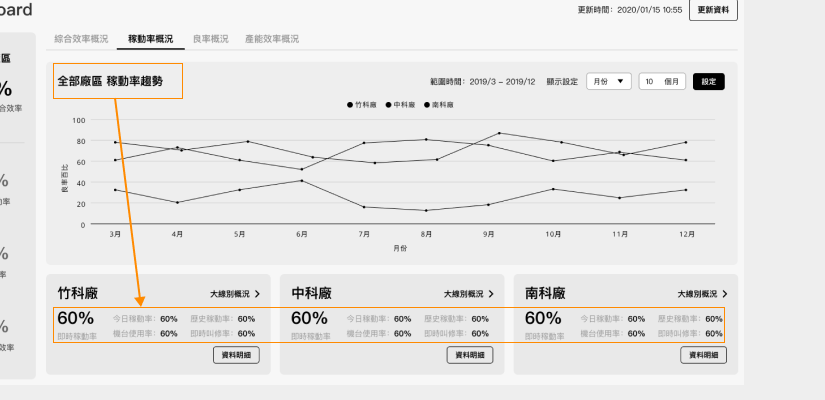 oard
更新時間：2020/01/15 10:55 更新資料
綜合效率概況 稼動率概況 良率概況 產能效率概況
區
%
合效率
%
率
%
率
%
效率
全部廠區 稼動率趨勢
範圍時間：2019/3 – 2019/12 顯示設定 月份 ▼ 10 個月 設定
● 竹科廠 ● 中科廠 ● 南科廠
良率百比
100
80
60
40
20
0
3月 4月 5月 6月 7月 8月 9月 10月 11月 12月
月份
竹科廠 大線別概況 >
60% 今日稼動率：60% 歷史稼動率：60%
即時稼動率 機台使用率：60% 即時叫修率：60%
資料明細
中科廠 大線別概況 >
60% 今日稼動率：60% 歷史稼動率：60%
即時稼動率 機台使用率：60% 即時叫修率：60%
資料明細
南科廠 大線別概況 >
60% 今日稼動率：60% 歷史稼動率：60%
即時稼動率 機台使用率：60% 即時叫修率：60%
資料明細